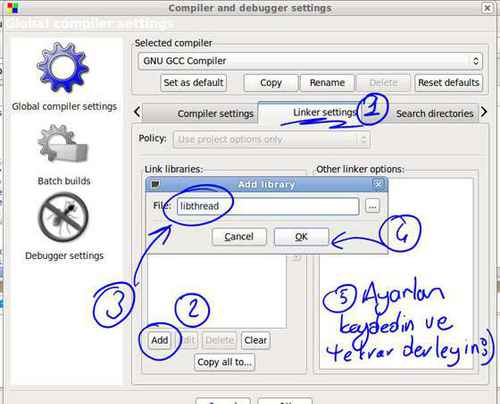 Compiler and debugger settings
Global compiler settings
Selected compiler
GNU GCC Compiler
Set as default Copy Rename Delete Reset defaults
Global compiler settings
Compiler settings Linker settings 1 Search directories
Policy: Use project options only
Batch builds
Link libraries: Other linker options:
Add library
File: libthread ...
Cancel OK
4
Debugger settings
3
2
Add Edit Delete Clear
Copy all to...
5 Ayarları
kaydedin ve
tekrar derleyin :)